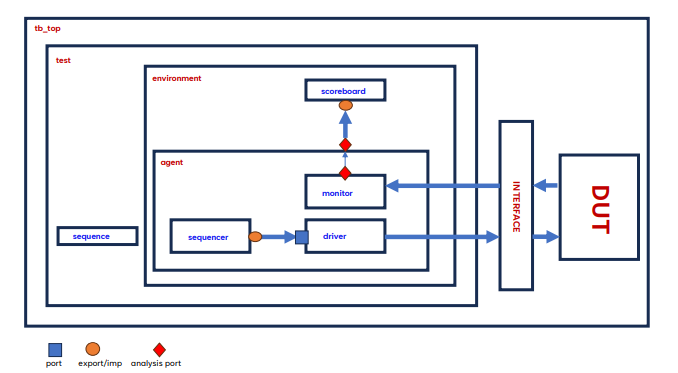 tb_top
test
environment
scoreboard
agent
monitor
sequence
sequencer
driver
INTERFACE
DUT
port
export/imp
analysis port